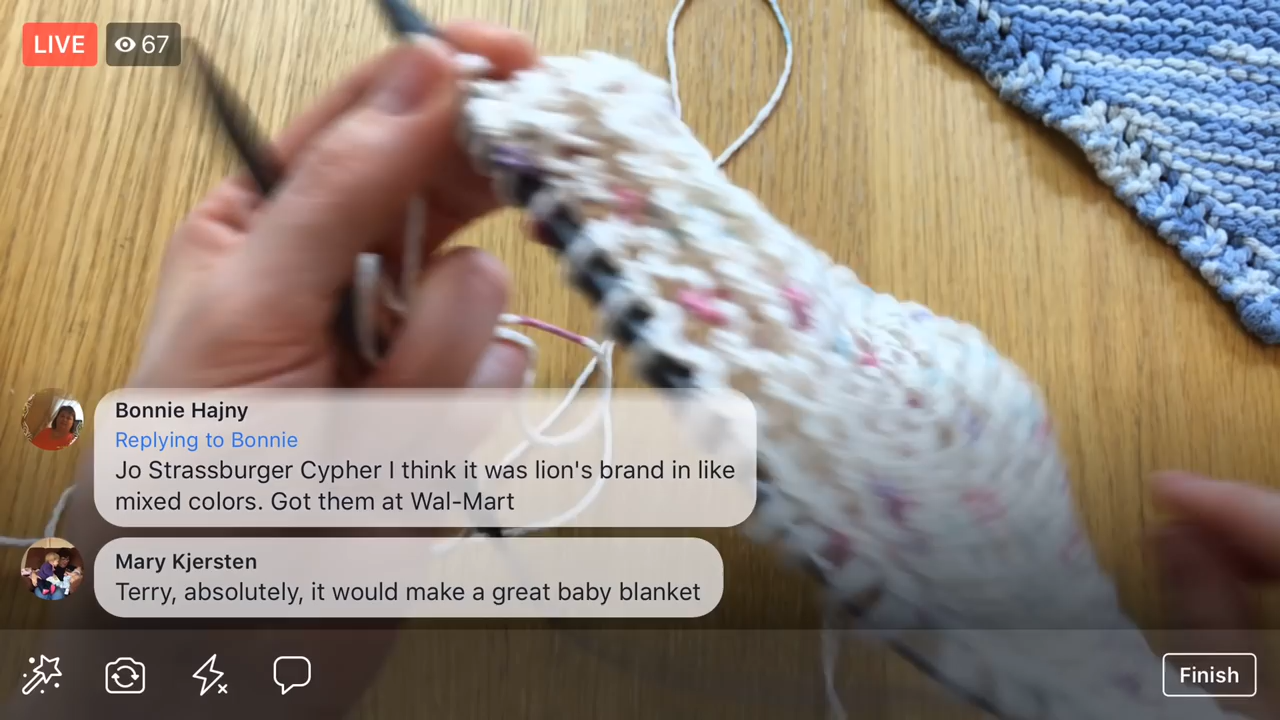 LIVE
67
Bonnie Hajny
Replying to Bonnie
Jo Strassburger Cypher I think it was lion's brand in like
mixed colors. Got them at Wal-Mart
Mary Kjersten
Terry, absolutely, it would make a great baby blanket
Finish